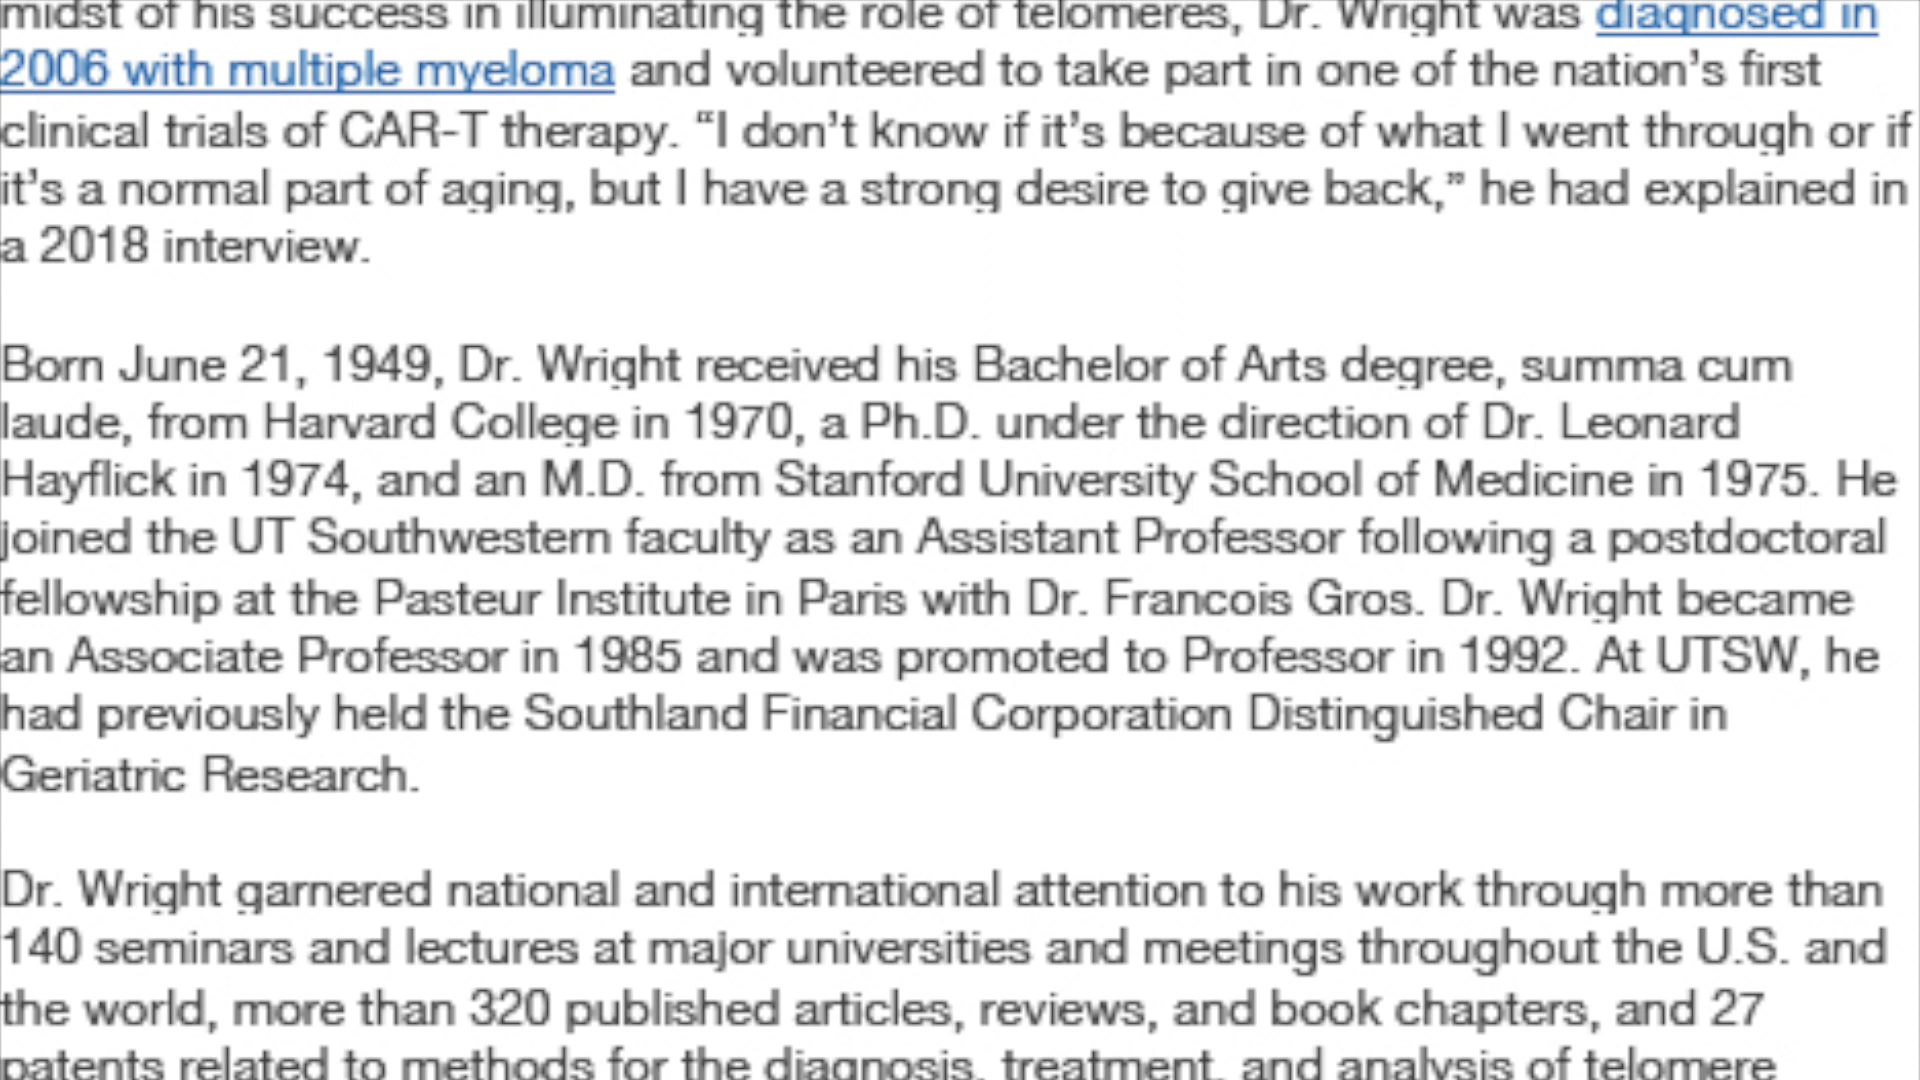 midst of his success in illuminating the role of telomeres, Dr. Wright was diagnosed in
2006 with multiple myeloma and volunteered to take part in one of the nation’s first
clinical trials of CAR-T therapy. “I don’t know if it’s because of what I went through or if
it’s a normal part of aging, but I have a strong desire to give back,” he had explained in
a 2018 interview.
Born June 21, 1949, Dr. Wright received his Bachelor of Arts degree, summa cum
laude, from Harvard College in 1970, a Ph.D. under the direction of Dr. Leonard
Hayflick in 1974, and an M.D. from Stanford University School of Medicine in 1975. He
joined the UT Southwestern faculty as an Assistant Professor following a postdoctoral
fellowship at the Pasteur Institute in Paris with Dr. Francois Gros. Dr. Wright became
an Associate Professor in 1985 and was promoted to Professor in 1992. At UTSW, he
had previously held the Southland Financial Corporation Distinguished Chair in
Geriatric Research.
Dr. Wright garnered national and international attention to his work through more than
140 seminars and lectures at major universities and meetings throughout the U.S. and
the world, more than 320 published articles, reviews, and book chapters, and 27
patents related to methods for the diagnosis, treatment, and analysis of telomere